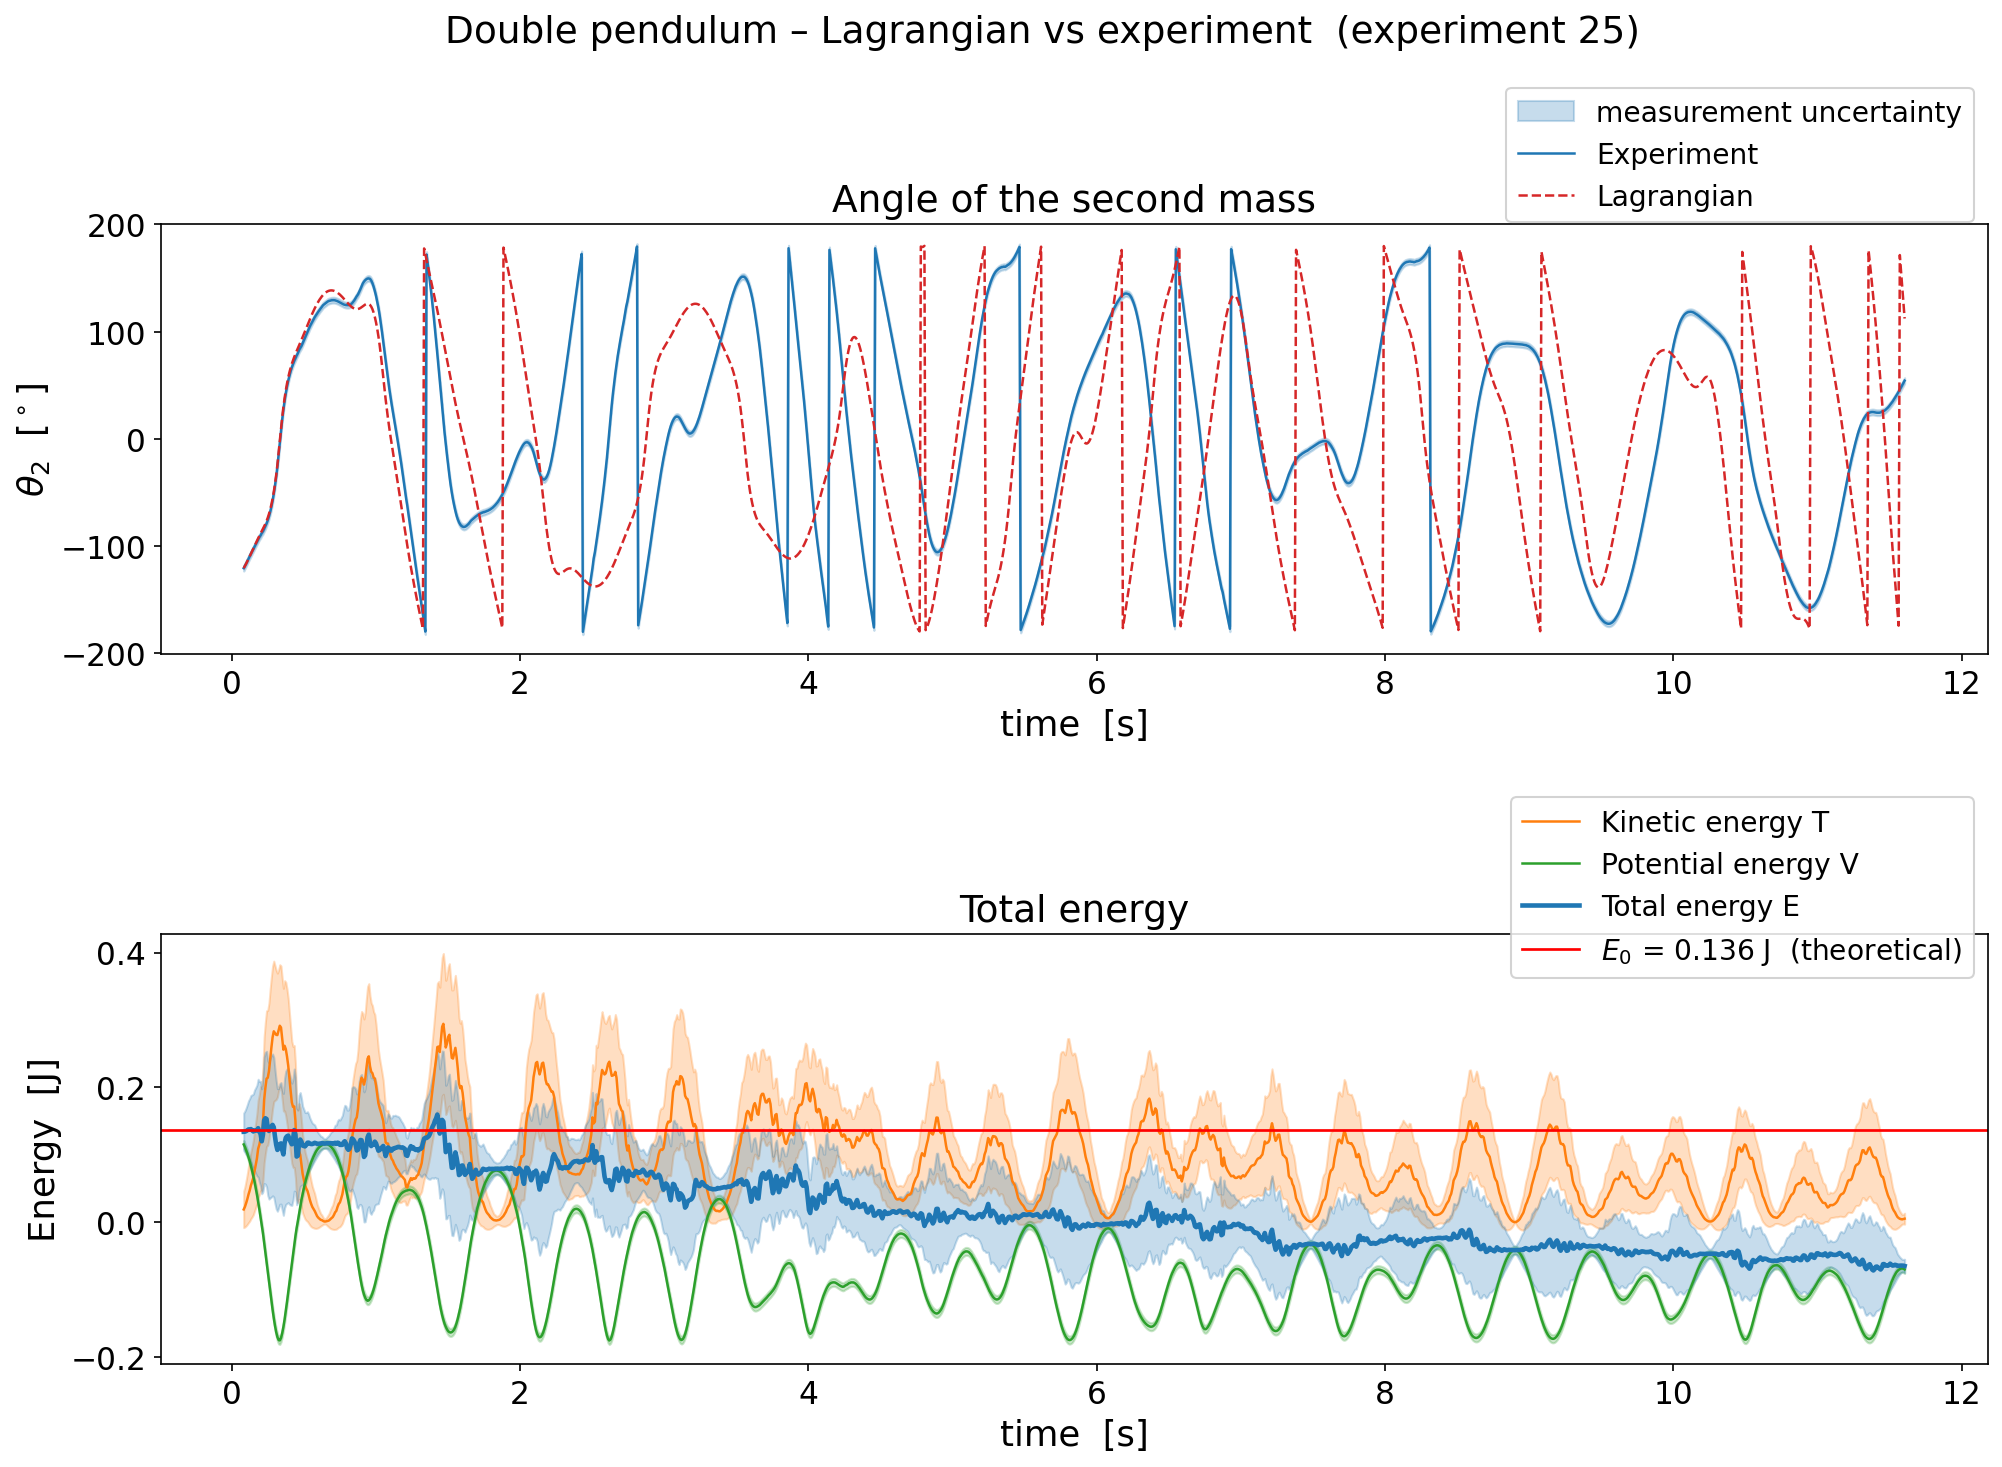 Double pendulum – Lagrangian vs experiment  (experiment 25)
measurement uncertainty
Experiment
Lagrangian
Angle of the second mass
200
100
0
−100
−200
θ₂ [°]
0 2 4 6 8 10 12
time [s]
Kinetic energy T
Potential energy V
Total energy E
E₀ = 0.136 J (theoretical)
Total energy
0.4
0.2
0.0
−0.2
Energy [J]
0 2 4 6 8 10 12
time [s]